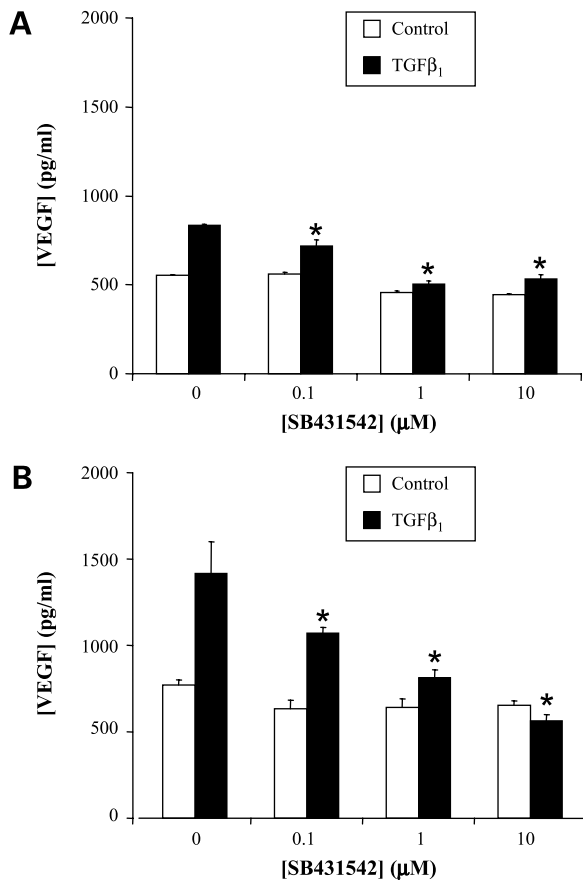 A
2000
Control
TGFβ₁
1500
1000
500
0
[VEGF] (pg/ml)
* * *
0 0.1 1 10
[SB431542] (μM)
B
2000
Control
TGFβ₁
1500
1000
500
0
[VEGF] (pg/ml)
* * *
0 0.1 1 10
[SB431542] (μM)